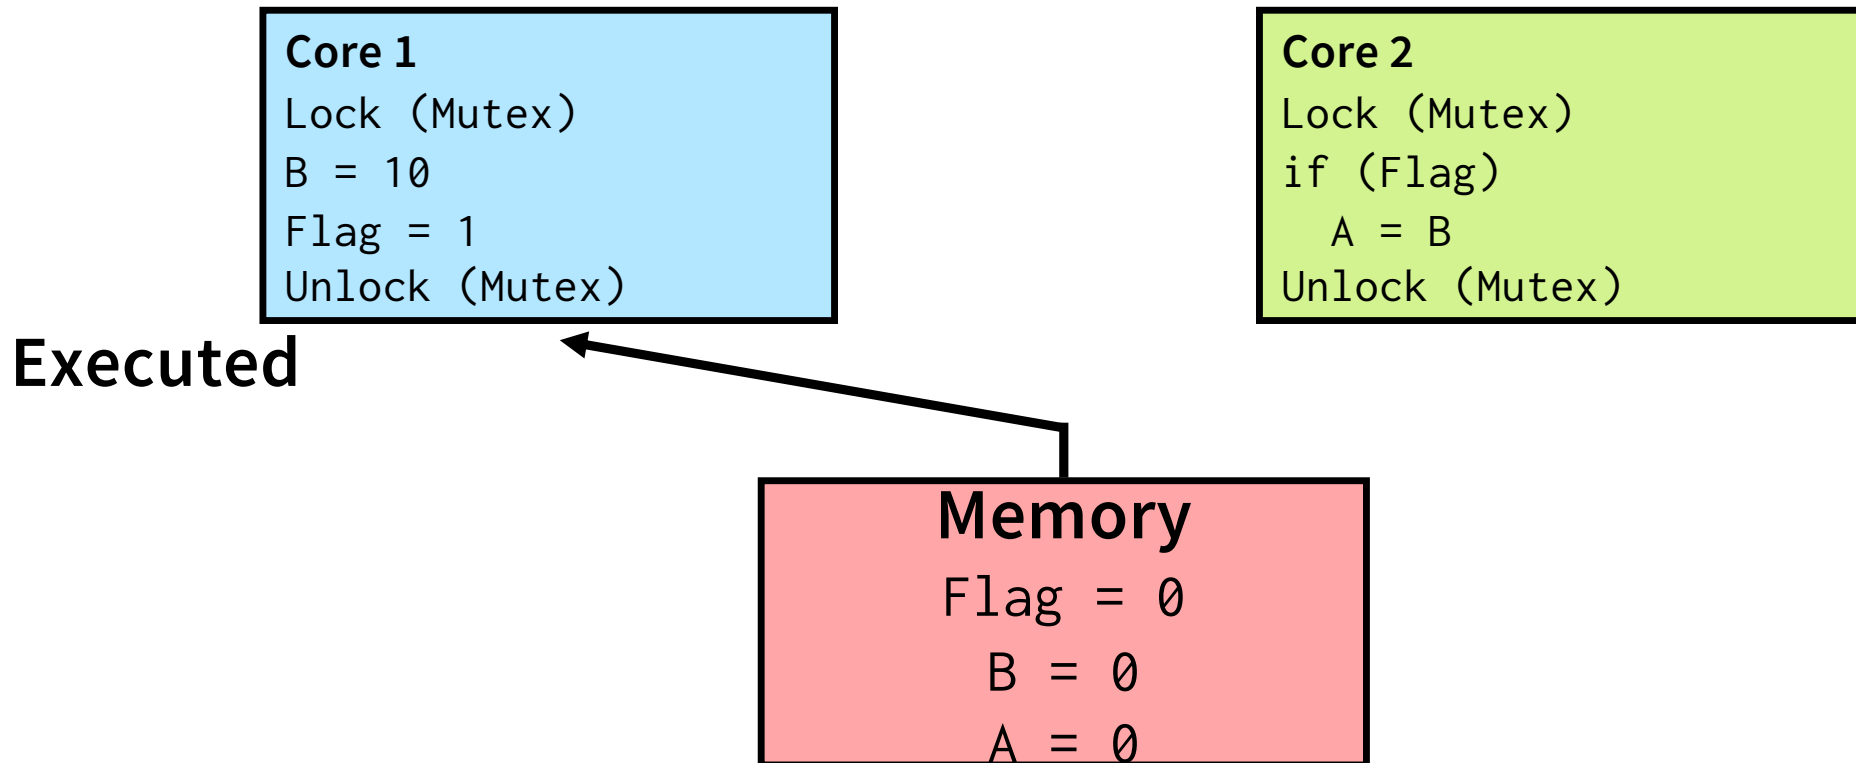 Core 1
Lock (Mutex)
B = 10
Flag = 1
Unlock (Mutex)
Core 2
Lock (Mutex)
if (Flag)
A = B
Unlock (Mutex)
Executed
Memory
Flag = 0
B = 0
A = 0